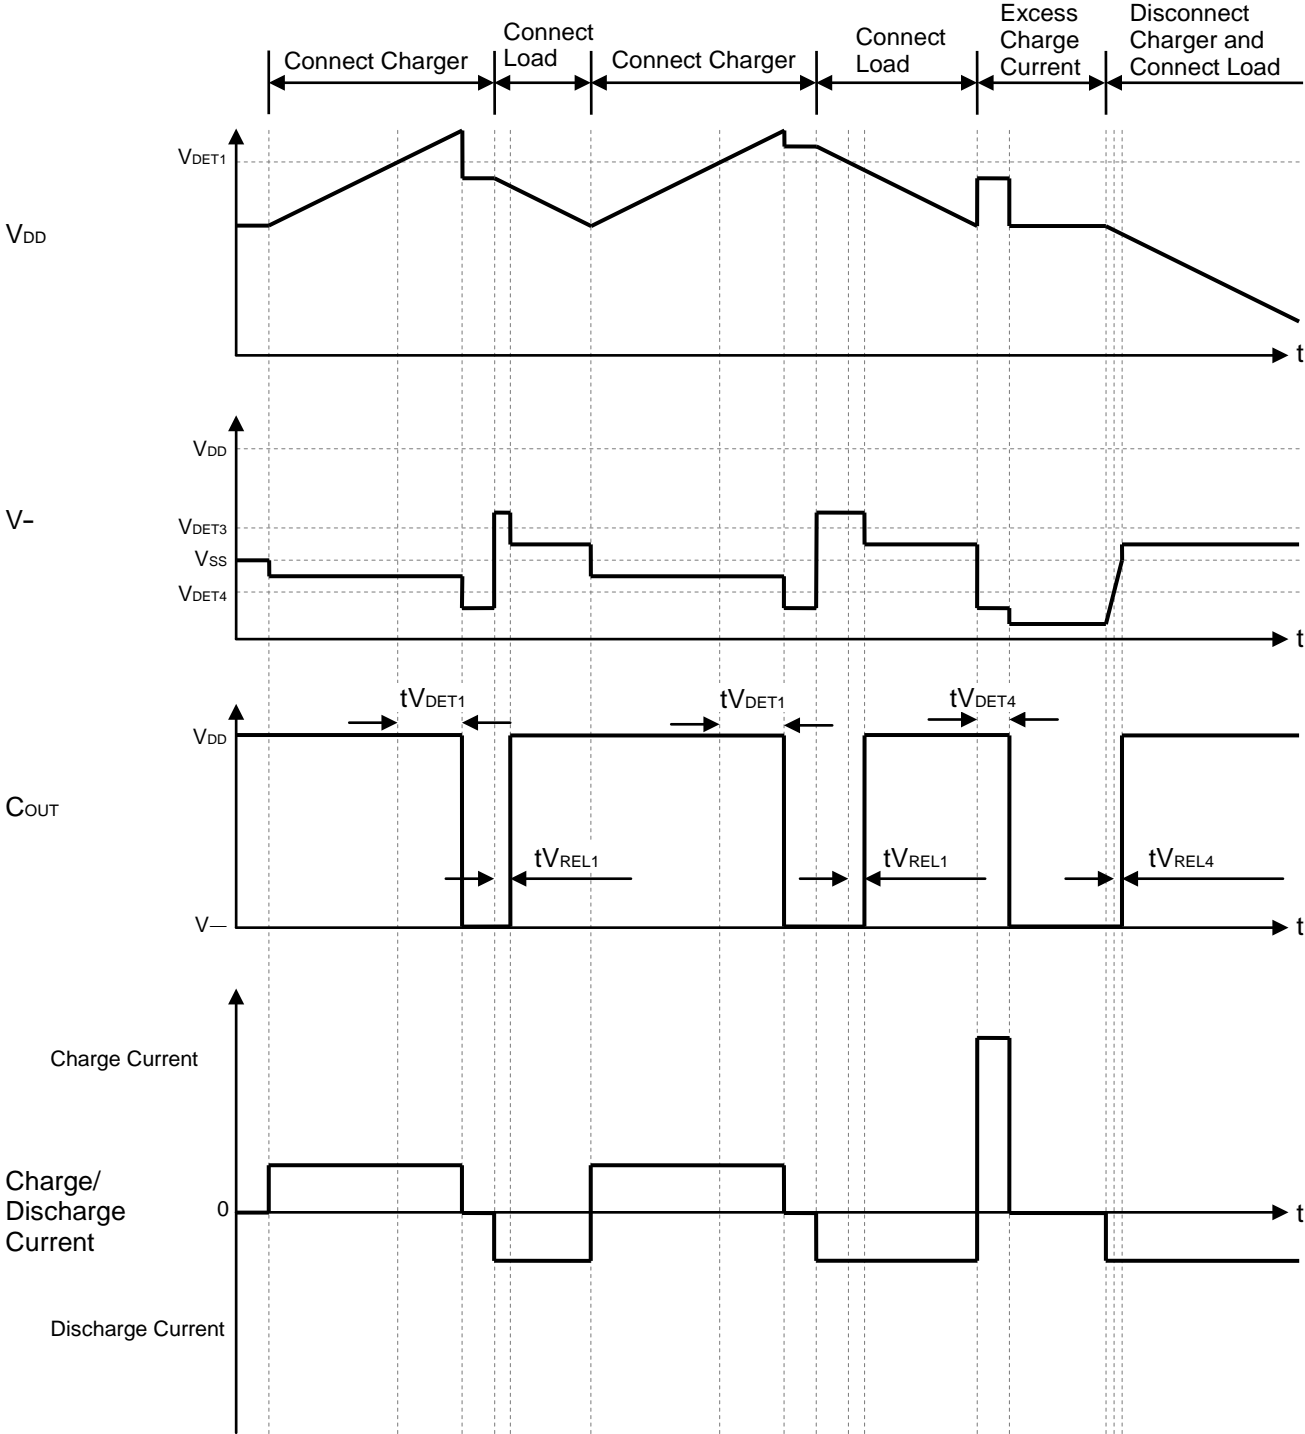 Connect Charger
Connect
Load
Connect Charger
Connect
Load
Excess
Charge
Current
Disconnect
Charger and
Connect Load
VDET1
VDD
t
VDD
V-
VDET3
VSS
VDET4
t
tVDET1
tVDET1
tVDET4
VDD
COUT
tVREL1
tVREL1
tVREL4
V—
t
Charge Current
Charge/
Discharge
Current
0
t
Discharge Current